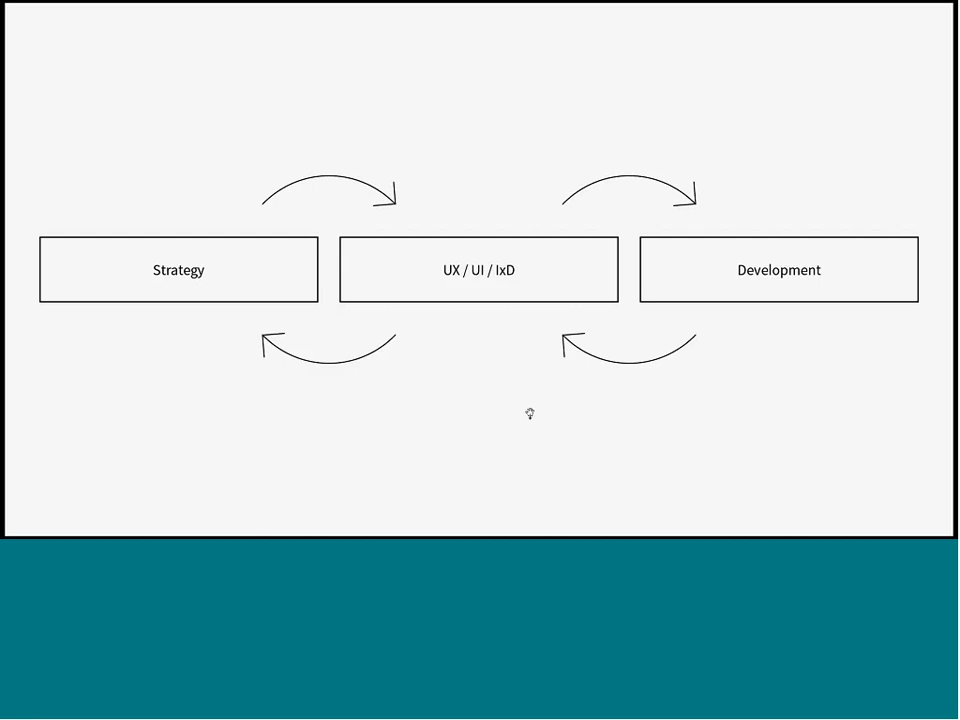 Strategy
UX / UI / IxD
Development